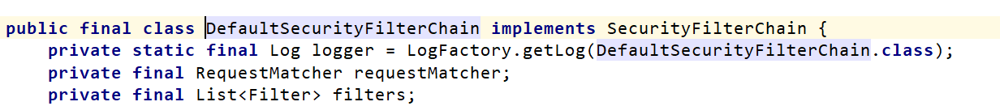 public final class DefaultSecurityFilterChain implements SecurityFilterChain {
    private static final Log logger = LogFactory.getLog(DefaultSecurityFilterChain.class);
    private final RequestMatcher requestMatcher;
    private final List<Filter> filters;